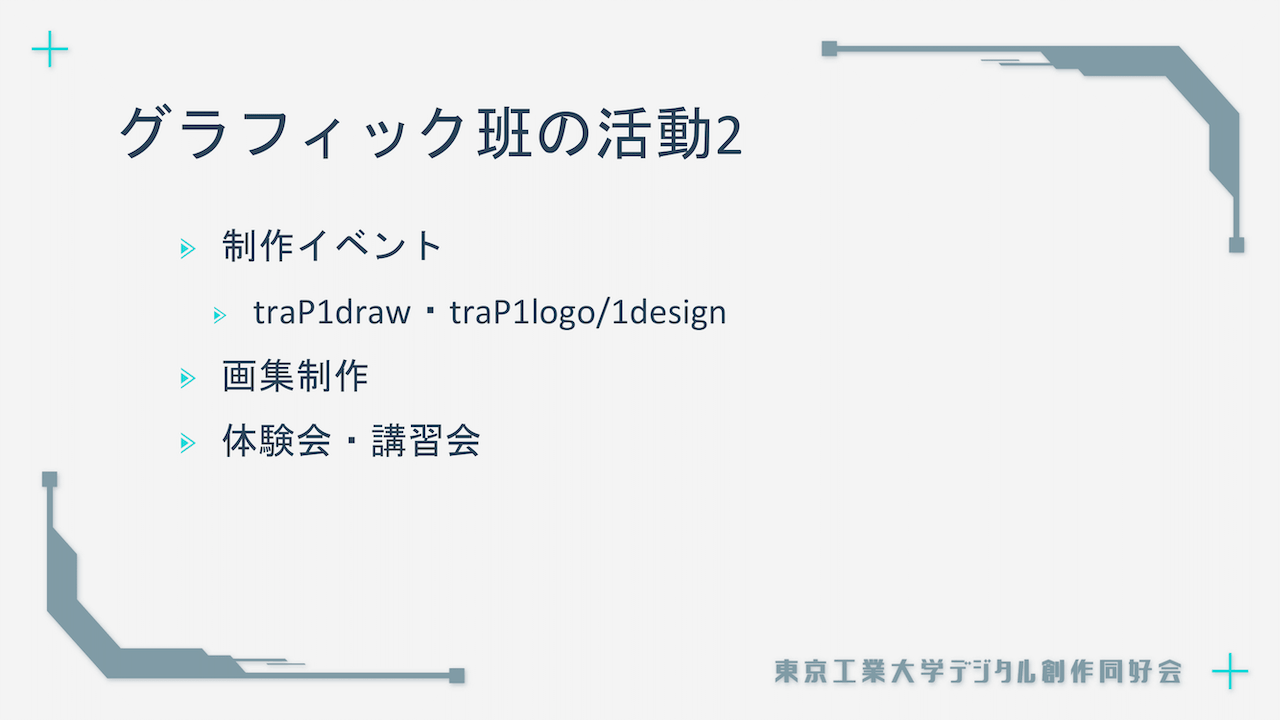 グラフィック班の活動2
制作イベント
traP1draw・traP1logo/1design
画集制作
体験会・講習会
東京工業大学デジタル創作同好会